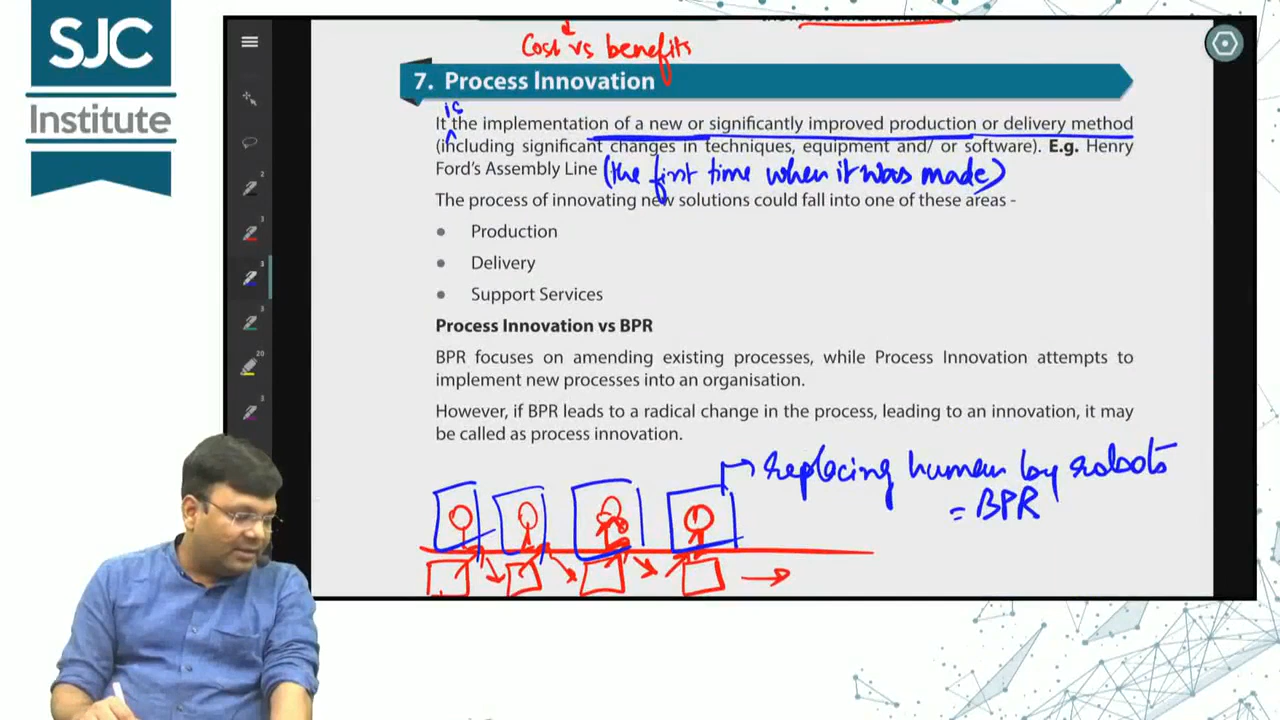 SJC
Institute
Cost vs benefits
7. Process Innovation
is
It the implementation of a new or significantly improved production or delivery method
(including significant changes in techniques, equipment and/ or software). E.g. Henry
Ford's Assembly Line (the first time when it was made)
The process of innovating new solutions could fall into one of these areas -
● Production
● Delivery
● Support Services
Process Innovation vs BPR
BPR focuses on amending existing processes, while Process Innovation attempts to
implement new processes into an organisation.
However, if BPR leads to a radical change in the process, leading to an innovation, it may
be called as process innovation.
replacing human by robots
= BPR